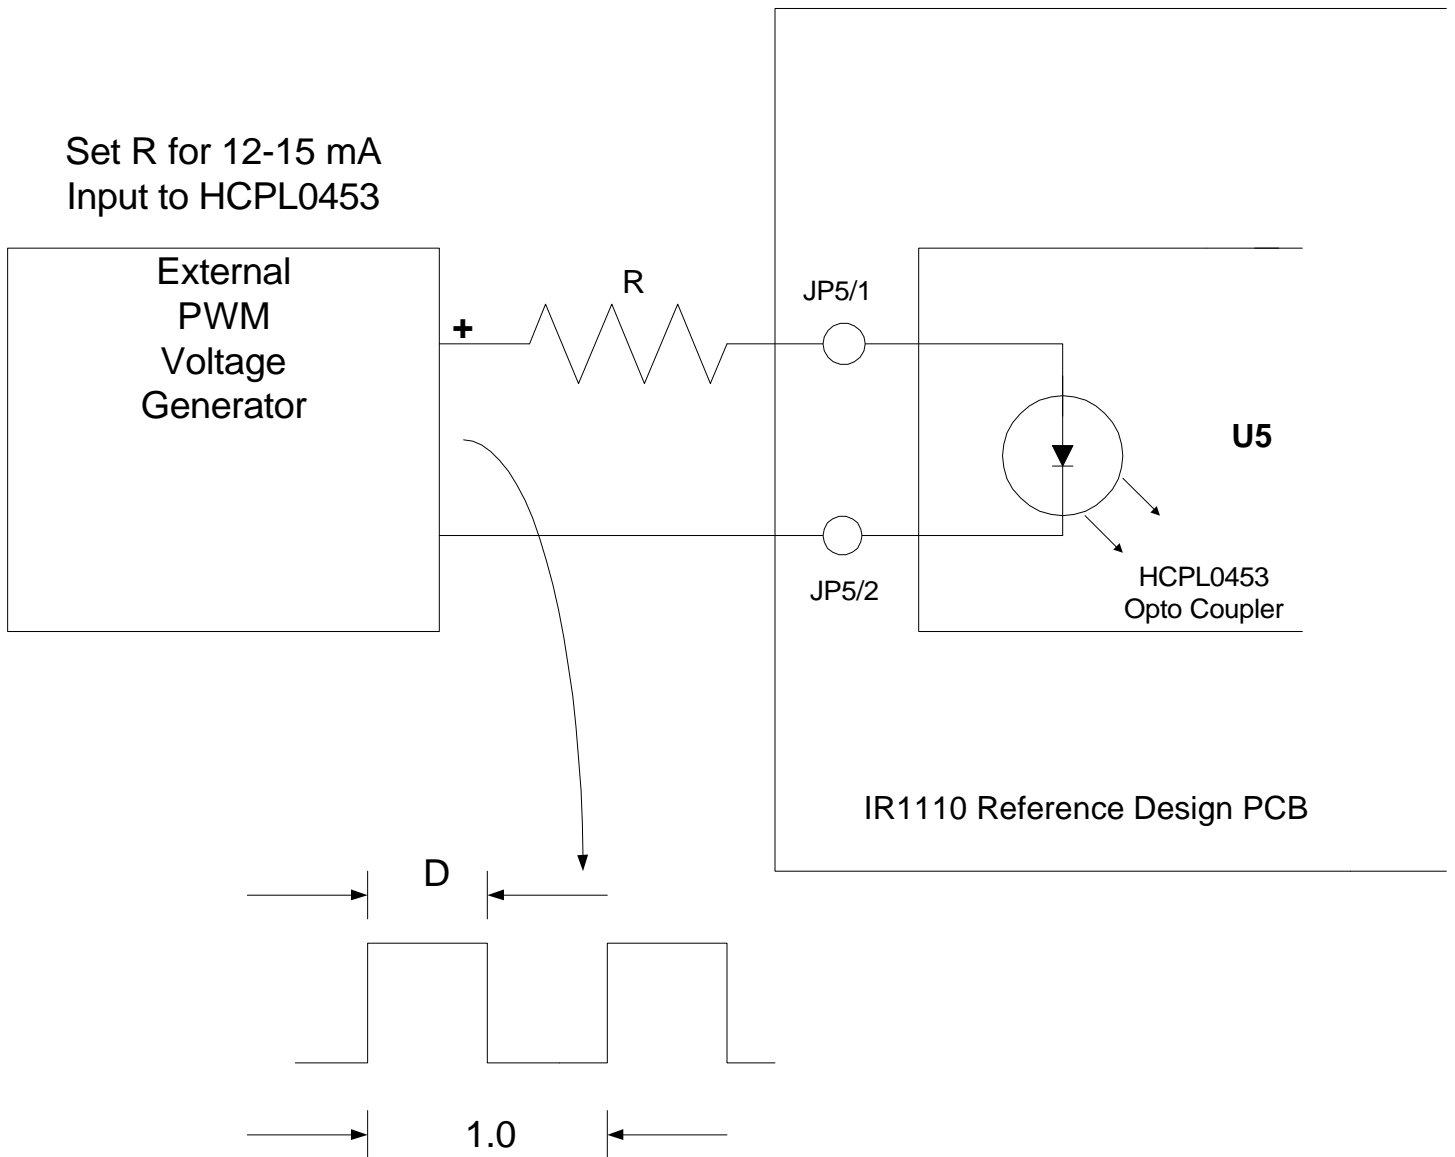 Set R for 12-15 mA
Input to HCPL0453
External
PWM
Voltage
Generator
+
R
JP5/1
U5
JP5/2
HCPL0453
Opto Coupler
IR1110 Reference Design PCB
D
1.0